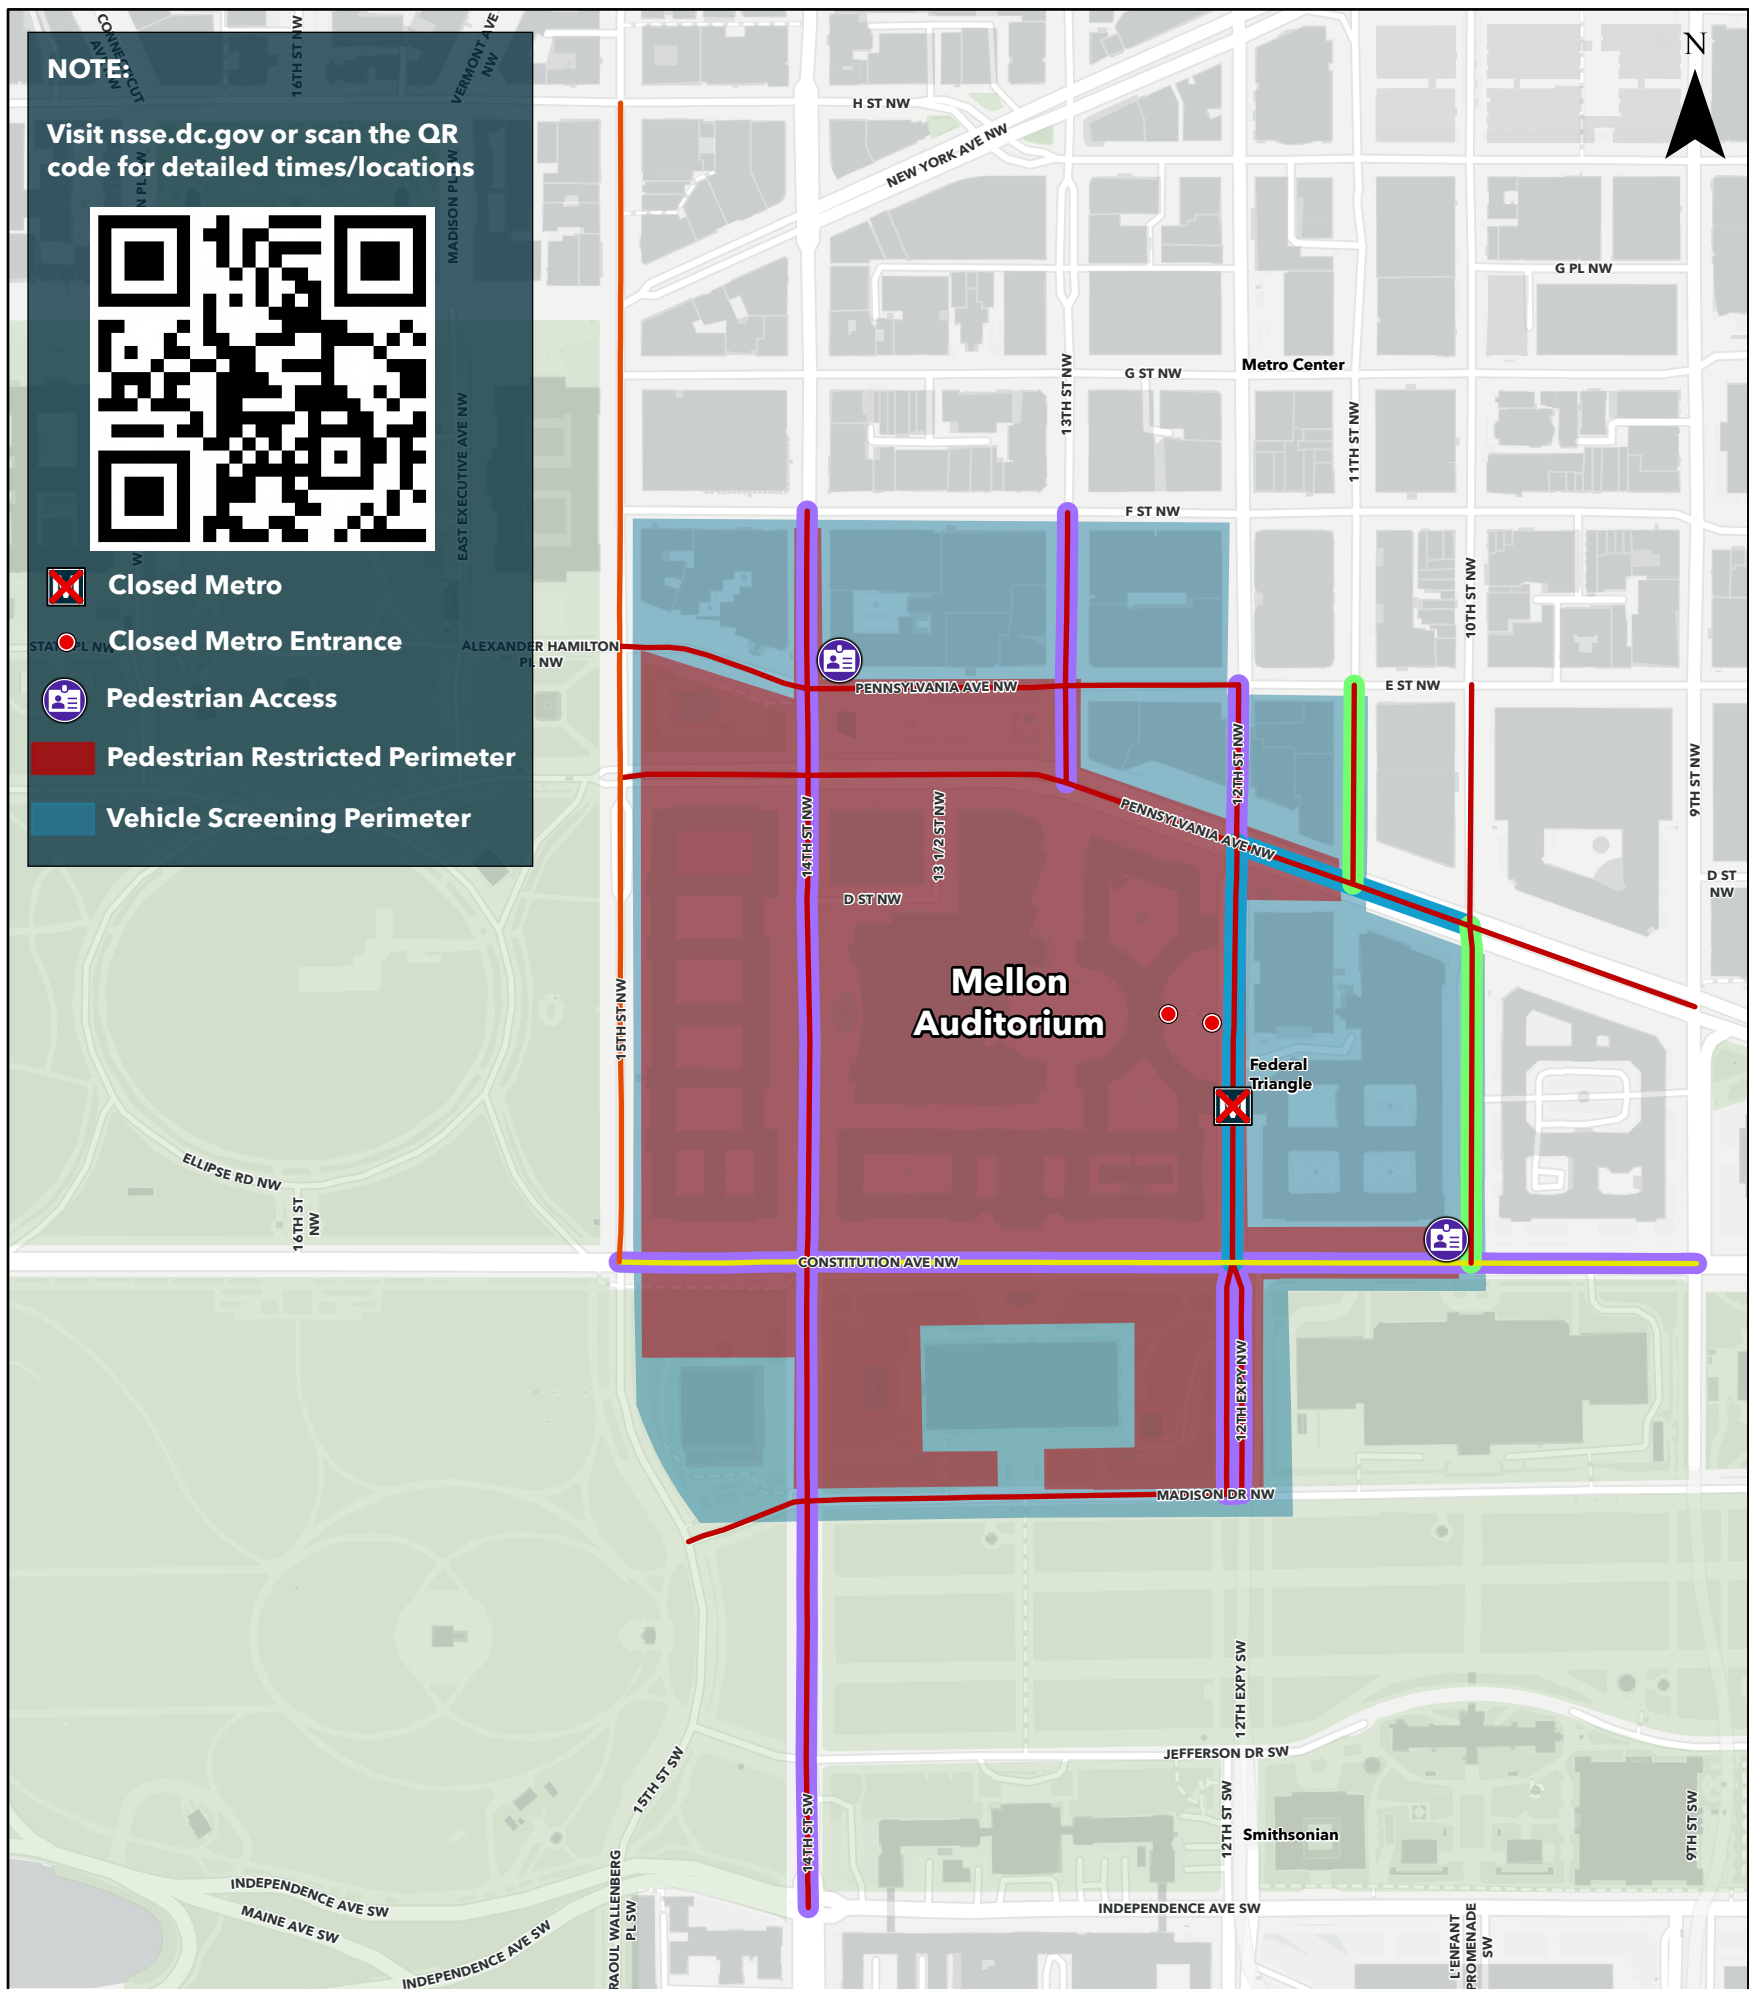 CONNECTICUT
AVE NW
16TH ST NW
VERMONT AVE
NW
N
NOTE:
Visit nsse.dc.gov or scan the QR
code for detailed times/locations
H ST NW
NEW YORK AVE NW
MADISON PL NW
N PL NW
G PL NW
Metro Center
G ST NW
13TH ST NW
11TH ST NW
EAST EXECUTIVE AVE NW
W
F ST NW
10TH ST NW
Closed Metro
Closed Metro Entrance
STATE PL NW
ALEXANDER HAMILTON
PL NW
Pedestrian Access
Pedestrian Restricted Perimeter
Vehicle Screening Perimeter
PENNSYLVANIA AVE NW
E ST NW
12TH ST NW
9TH ST NW
14TH ST NW
13 1/2 ST NW
PENNSYLVANIA AVE NW
D ST NW
D ST
NW
Mellon
Auditorium
15TH ST NW
Federal
Triangle
ELLIPSE RD NW
16TH ST
NW
CONSTITUTION AVE NW
12TH EXPY NW
MADISON DR NW
12TH EXPY SW
JEFFERSON DR SW
15TH ST SW
14TH ST SW
12TH ST SW
Smithsonian
9TH ST SW
INDEPENDENCE AVE SW
MAINE AVE SW
INDEPENDENCE AVE SW
RAOUL WALLENBERG
PL SW
INDEPENDENCE AVE SW
L'ENFANT
PROMENADE
SW